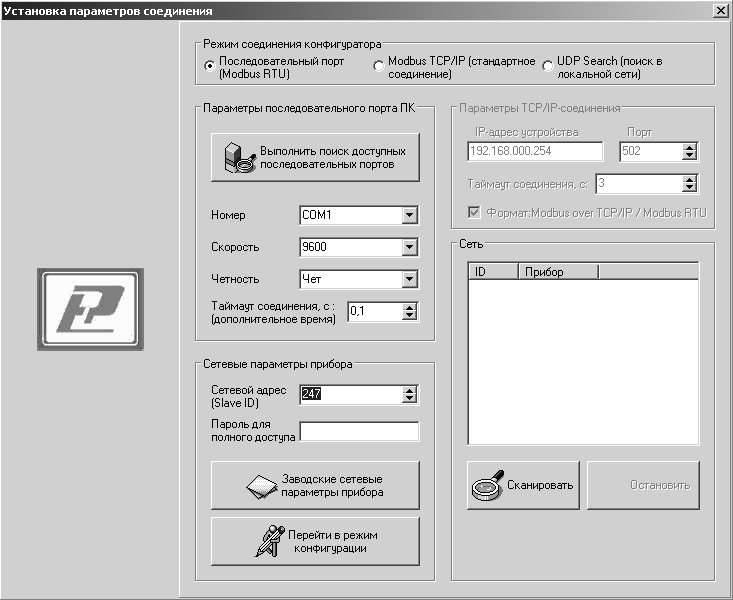 Установка параметров соединения
Режим соединения конфигуратора
Последовательный порт
(Modbus RTU)
Modbus TCP/IP (стандартное
соединение)
UDP Search (поиск в
локальной сети)
Параметры последовательного порта ПК
Выполнить поиск доступных
последовательных портов
Номер
COM1
Скорость
9600
Четность
Чет
Таймаут соединения, с :
(дополнительное время)
0,1
Параметры TCP/IP-соединения
IP-адрес устройства
Порт
192.168.000.254
502
Таймаут соединения, с:
3
Формат:Modbus over TCP/IP / Modbus RTU
Сеть
ID
Прибор
Сканировать
Остановить
Сетевые параметры прибора
Сетевой адрес
(Slave ID)
247
Пароль для
полного доступа
Заводские сетевые
параметры прибора
Перейти в режим
конфигурации